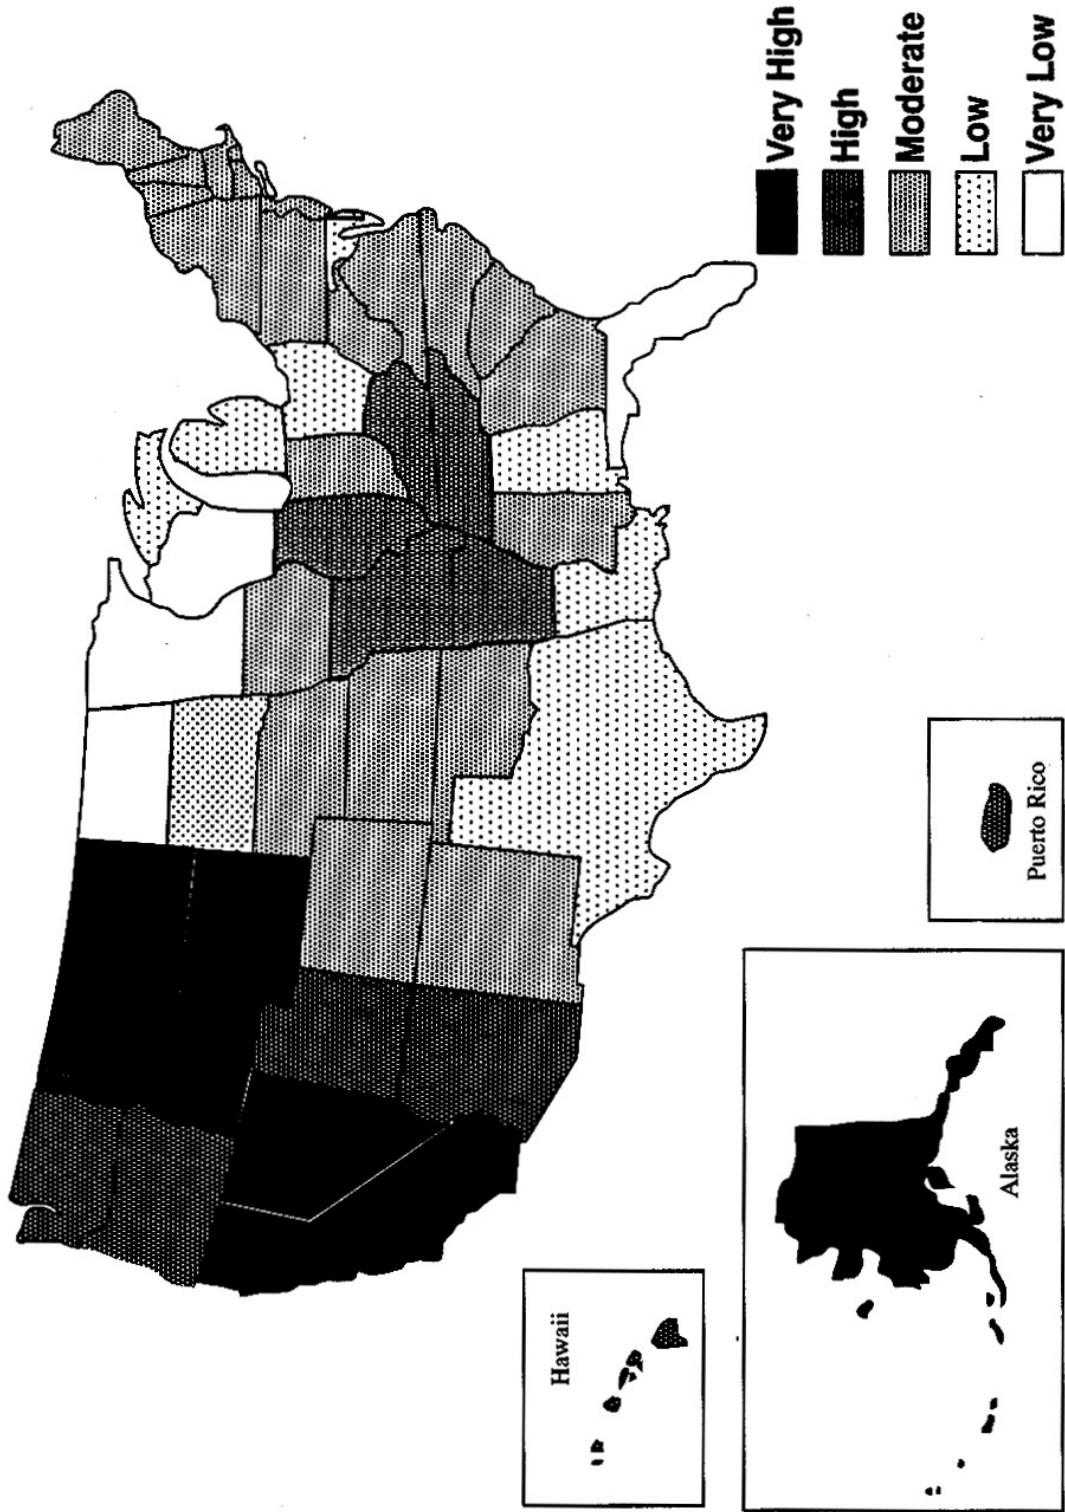 Very High
High
Moderate
Low
Very Low
Hawaii
Alaska
Puerto Rico